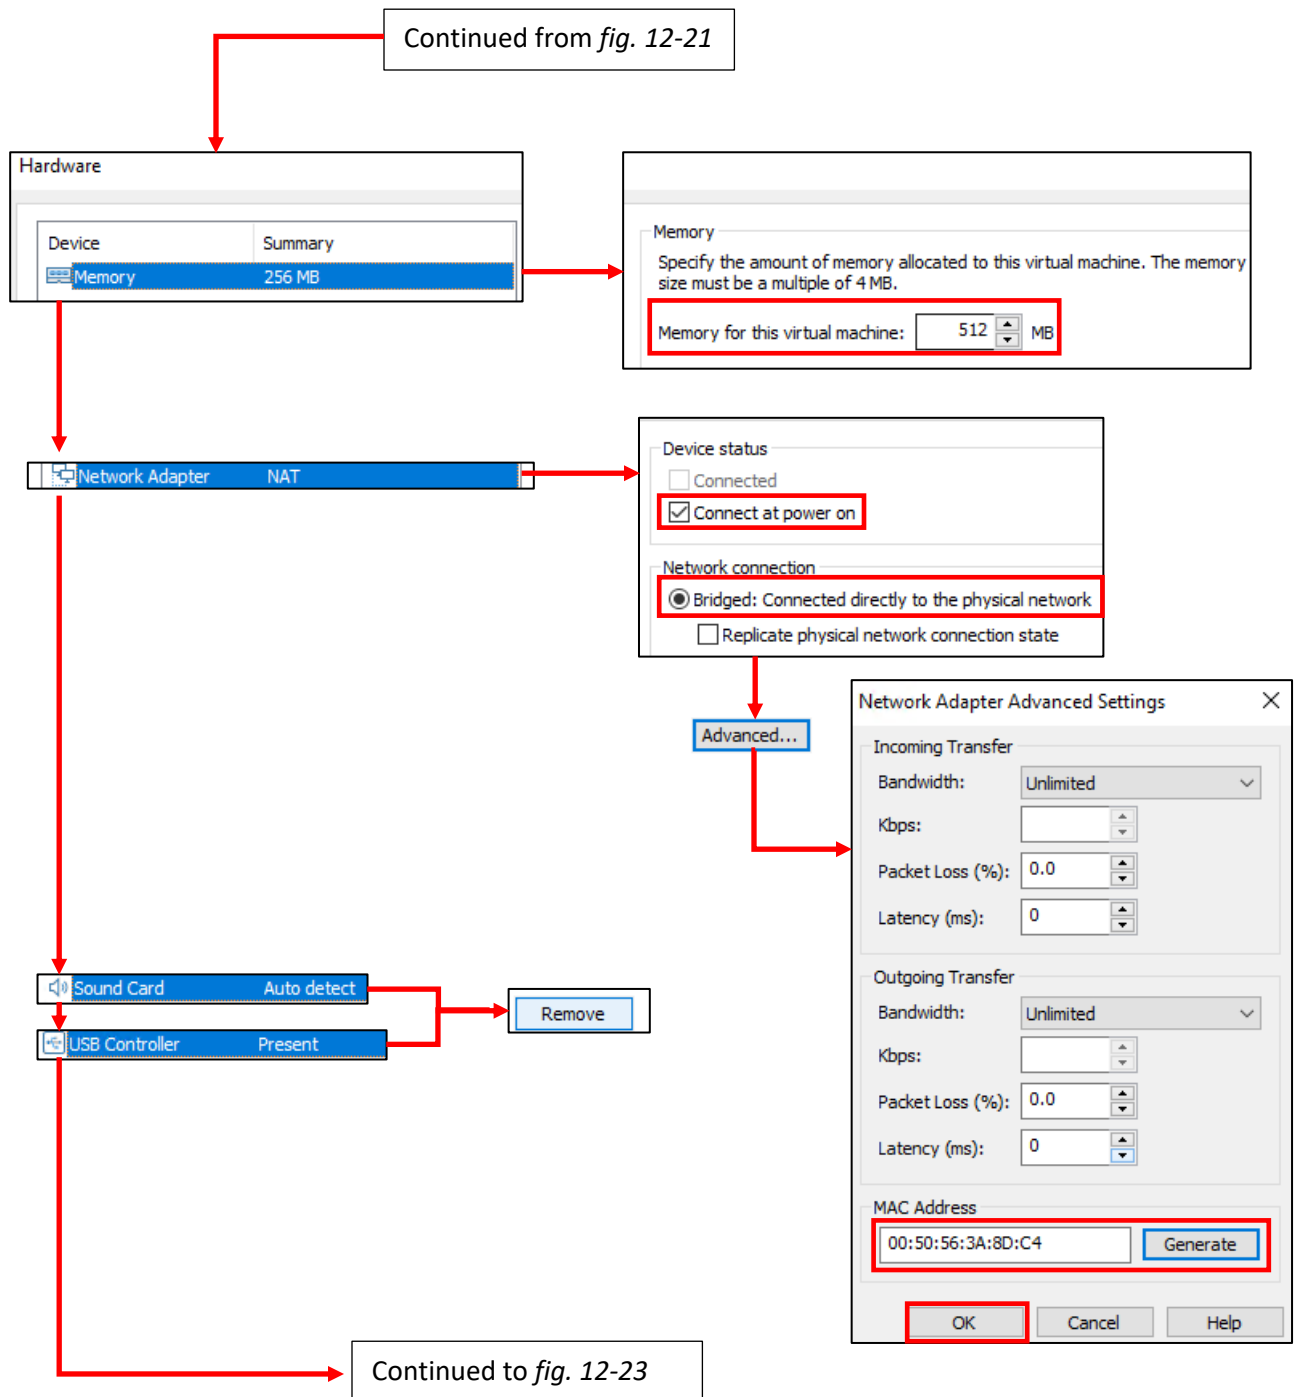 Continued from fig. 12-21
Hardware
Device Summary
Memory 256 MB
Memory
Specify the amount of memory allocated to this virtual machine. The memory
size must be a multiple of 4 MB.
Memory for this virtual machine: 512 MB
Network Adapter NAT
Device status
Connected
Connect at power on
Network connection
Bridged: Connected directly to the physical network
Replicate physical network connection state
Advanced...
Network Adapter Advanced Settings
Incoming Transfer
Bandwidth: Unlimited
Kbps:
Packet Loss (%): 0.0
Latency (ms): 0
Outgoing Transfer
Bandwidth: Unlimited
Kbps:
Packet Loss (%): 0.0
Latency (ms): 0
MAC Address
00:50:56:3A:8D:C4 Generate
OK Cancel Help
Sound Card Auto detect
USB Controller Present
Remove
Continued to fig. 12-23